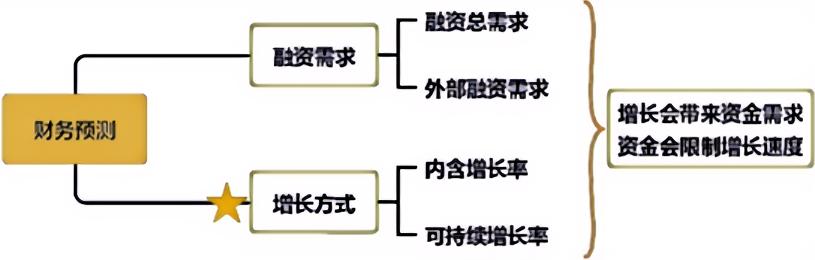 财务预测
融资需求
融资总需求
外部融资需求
增长方式
内含增长率
可持续增长率
增长会带来资金需求
资金会限制增长速度